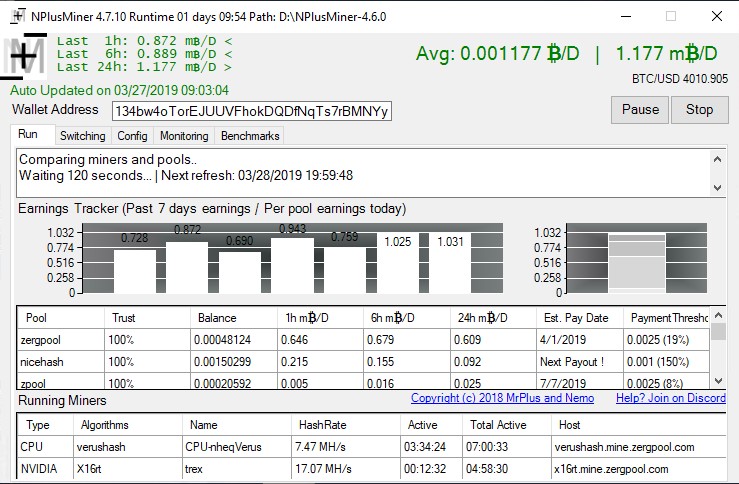 NPlusMiner 4.7.10 Runtime 01 days 09:54 Path: D:\NPlusMiner-4.6.0
Last 1h: 0.872 m₿/D <
Last 6h: 0.889 m₿/D <
Last 24h: 1.177 m₿/D >
Avg: 0.001177 ₿/D | 1.177 m₿/D
BTC/USD 4010.905
Auto Updated on 03/27/2019 09:03:04
Wallet Address 134bw4oTorEJUUVFhokDQDfNqTs7rBMNYy Pause Stop
Run Switching Config Monitoring Benchmarks
Comparing miners and pools..
Waiting 120 seconds... | Next refresh: 03/28/2019 19:59:48
Earnings Tracker (Past 7 days earnings / Per pool earnings today)
1.032 0.774 0.516 0.258 0
0.728 0.872 0.690 0.943 0.759 1.025 1.031
1.032 0.774 0.516 0.258 0
Pool Trust Balance 1h m₿/D 6h m₿/D 24h m₿/D Est. Pay Date PaymentThresho
zergpool 100% 0.00048124 0.646 0.679 0.609 4/1/2019 0.0025 (19%)
nicehash 100% 0.00150299 0.215 0.155 0.092 Next Payout ! 0.001 (150%)
zpool 100% 0.00020592 0.005 0.016 0.025 7/7/2019 0.0025 (8%)
Running Miners Copyright (c) 2018 MrPlus and Nemo Help? Join on Discord
Type Algorithms Name HashRate Active Total Active Host
CPU verushash CPU-nheqVerus 7.47 MH/s 03:34:24 07:00:33 verushash.mine.zergpool.com
NVIDIA X16rt trex 17.07 MH/s 00:12:32 04:58:30 x16rt.mine.zergpool.com